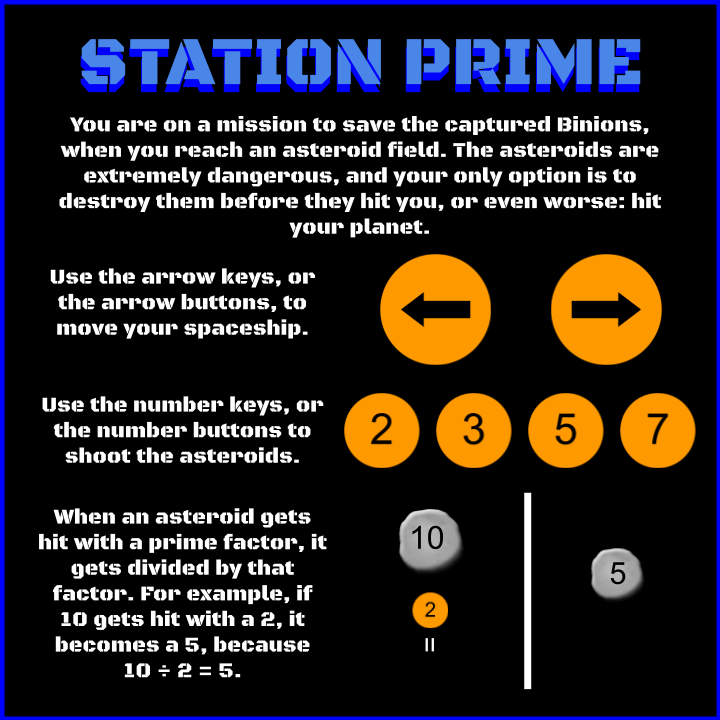 STATION PRIME
You are on a mission to save the captured Binions,
when you reach an asteroid field. The asteroids are
extremely dangerous, and your only option is to
destroy them before they hit you, or even worse: hit
your planet.
Use the arrow keys, or
the arrow buttons, to
move your spaceship.
Use the number keys, or
the number buttons to
shoot the asteroids.
2 3 5 7
When an asteroid gets
hit with a prime factor, it
gets divided by that
factor. For example, if
10 gets hit with a 2, it
becomes a 5, because
10 ÷ 2 = 5.
10
2
5